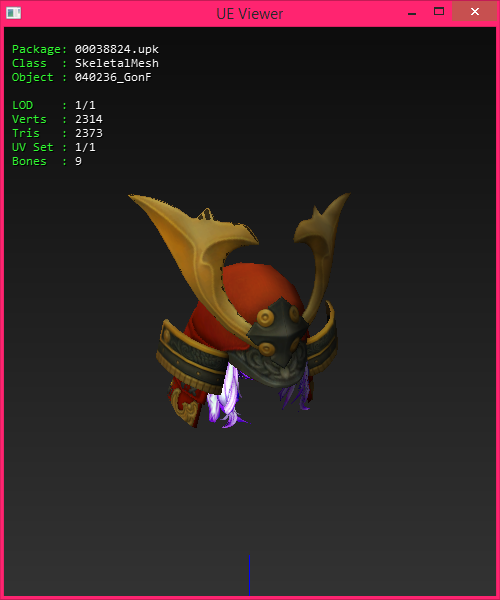 UE Viewer
Package: 00038824.upk
Class : SkeletalMesh
Object : 040236_GonF
LOD : 1/1
Verts : 2314
Tris : 2373
UV Set : 1/1
Bones : 9